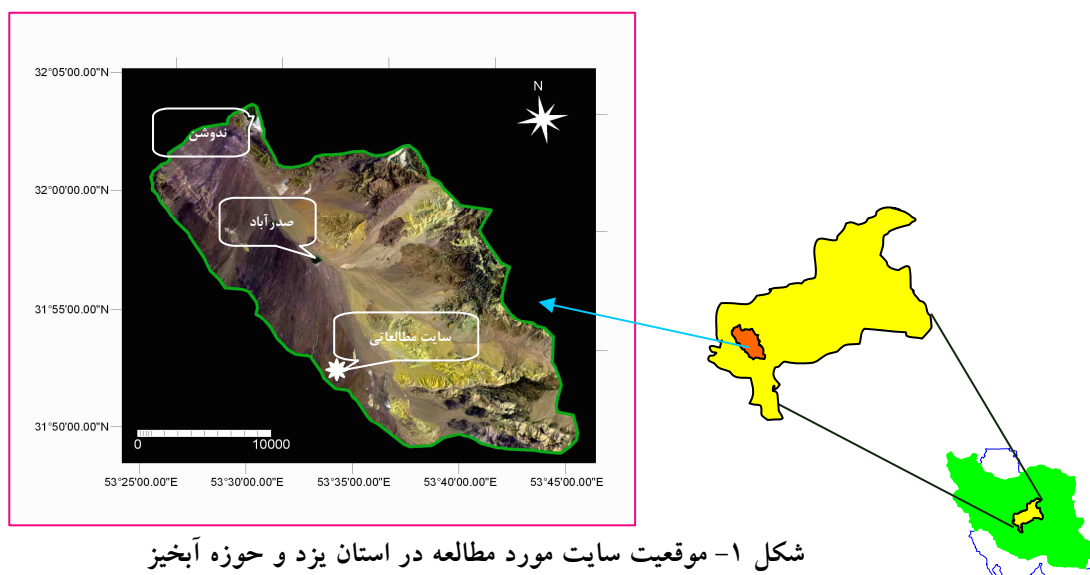 32°05'00.00"N
N
ندوشن
32°00'00.00"N
صدرآباد
31°55'00.00"N
سایت مطالعاتی
31°50'00.00"N
0 10000
53°25'00.00"E 53°30'00.00"E 53°35'00.00"E 53°40'00.00"E 53°45'00.00"E
شکل ۱- موقعیت سایت مورد مطالعه در استان یزد و حوزه آبخیز